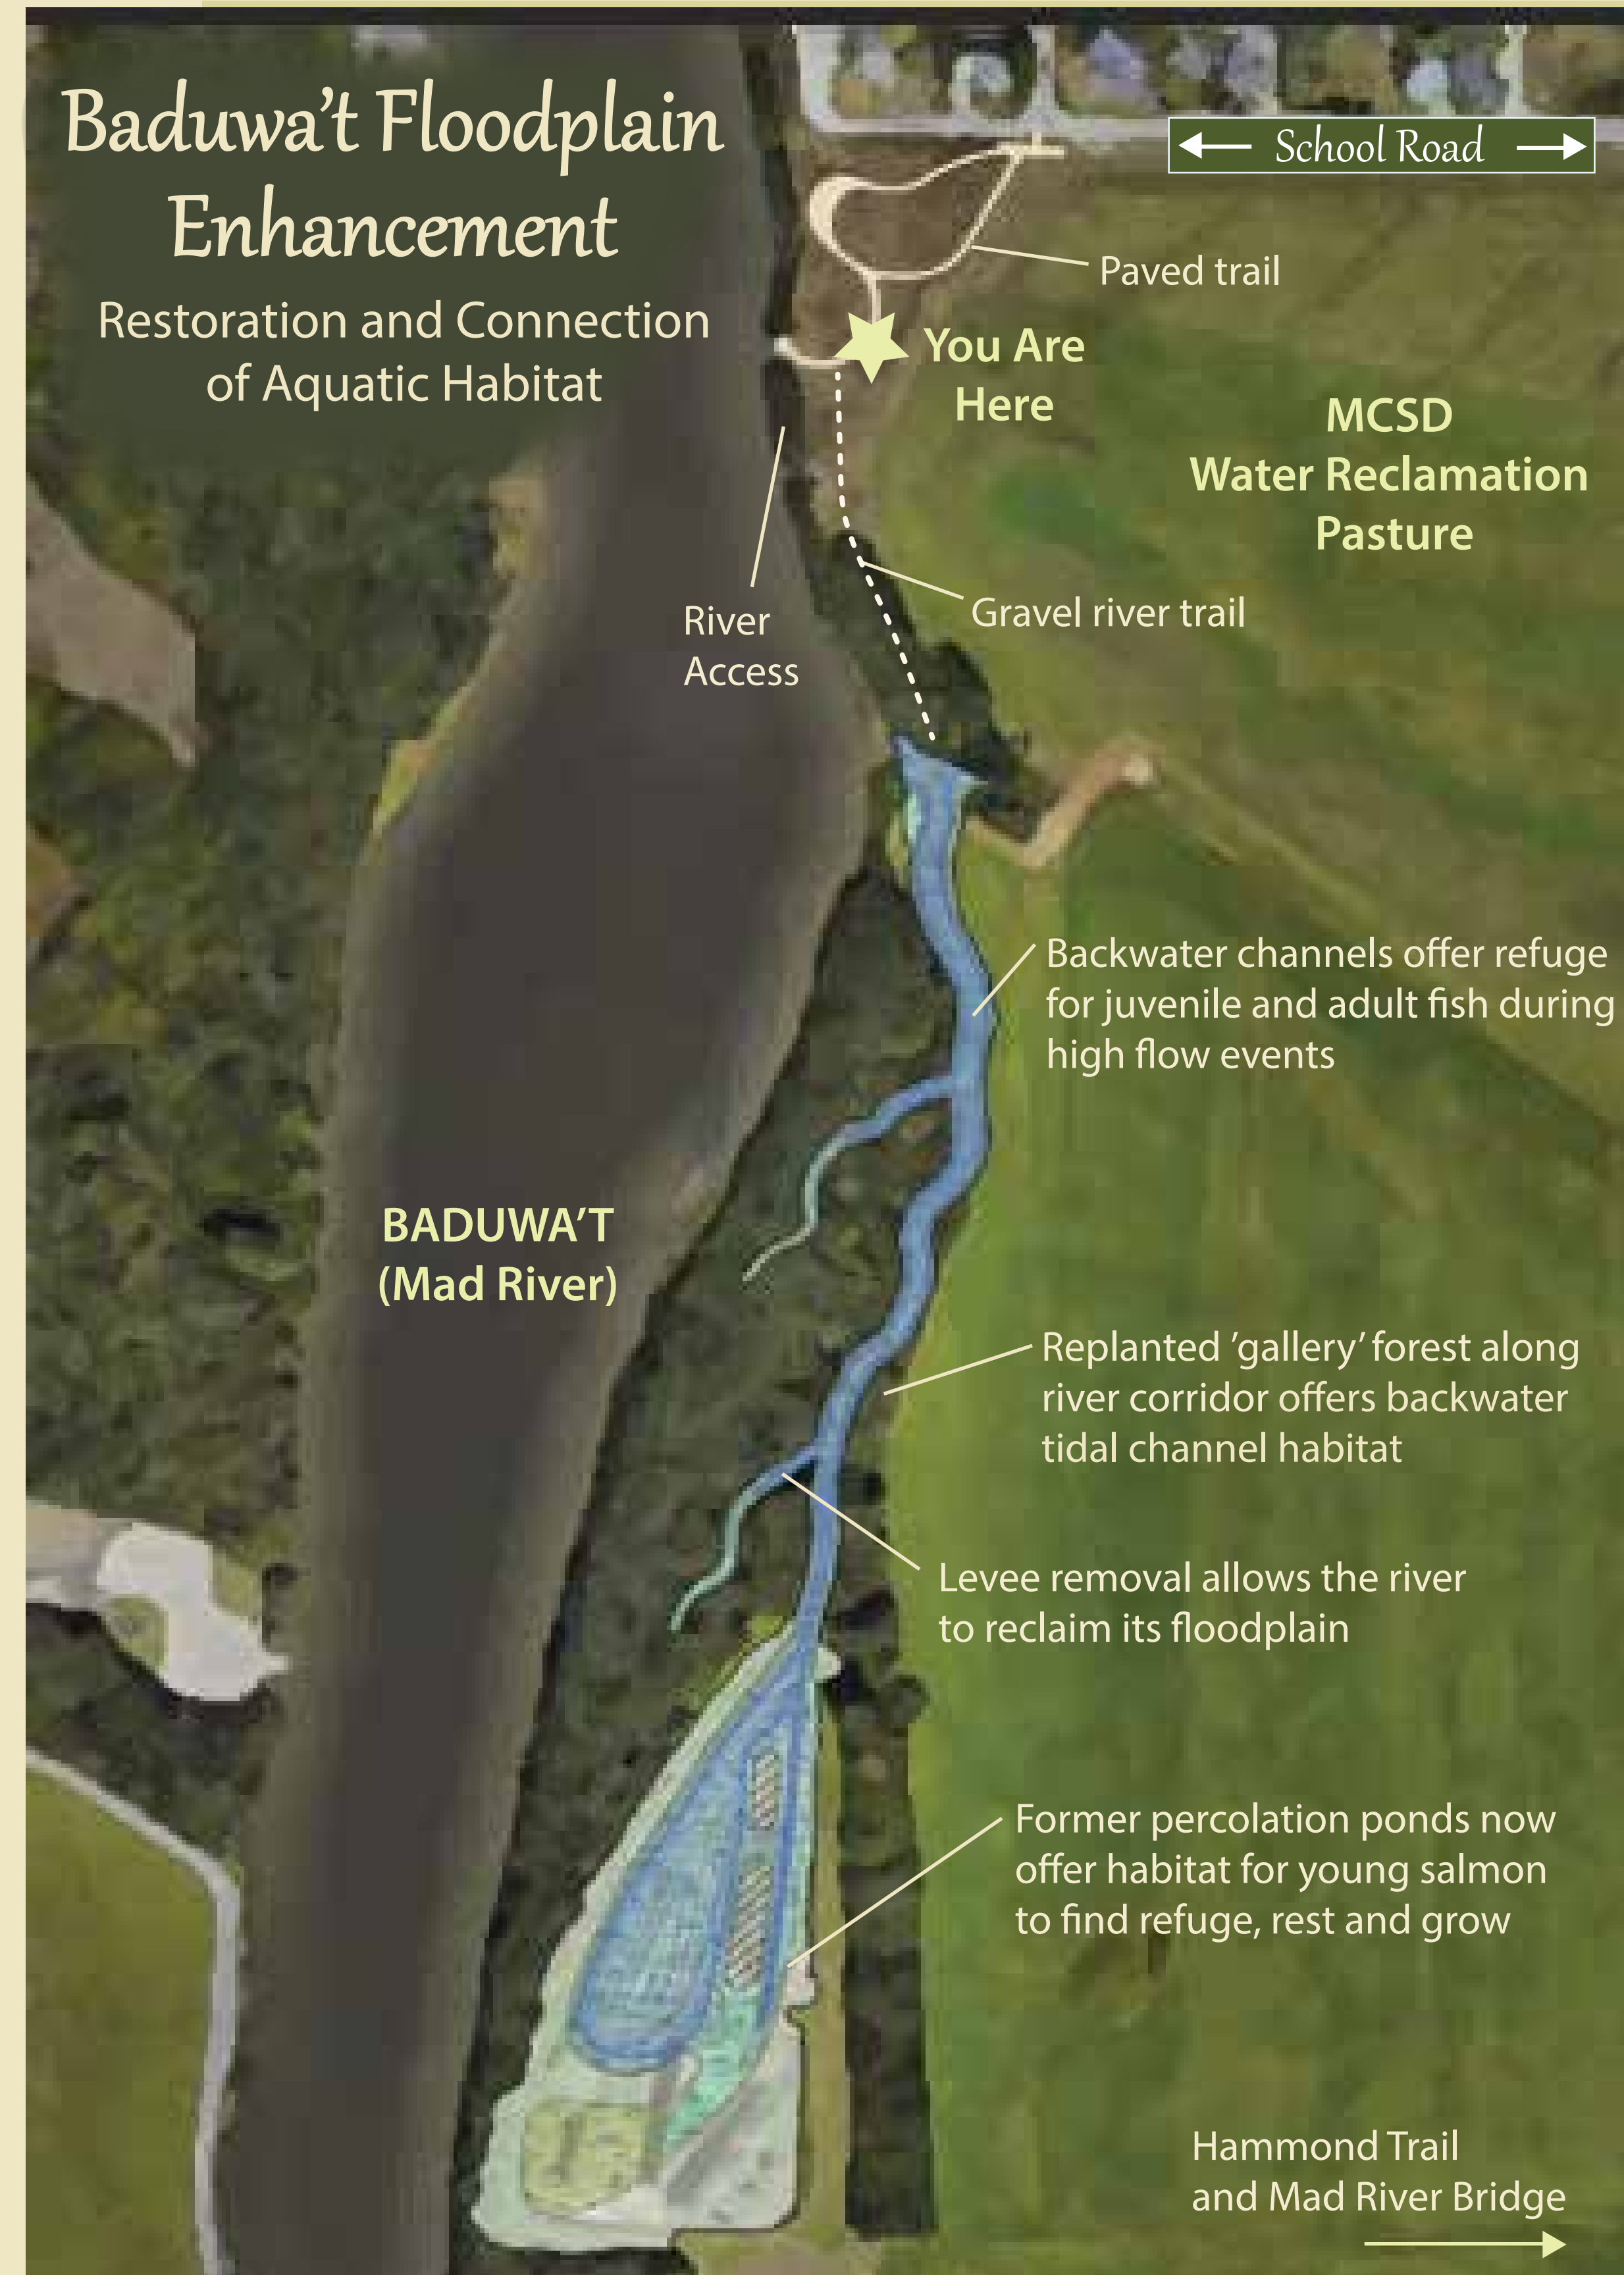 Baduwa't Floodplain
Enhancement
Restoration and Connection
of Aquatic Habitat
School Road
Paved trail
You Are
Here
MCSD
Water Reclamation
Pasture
River
Access
Gravel river trail
Backwater channels offer refuge
for juvenile and adult fish during
high flow events
BADUWA'T
(Mad River)
Replanted 'gallery' forest along
river corridor offers backwater
tidal channel habitat
Levee removal allows the river
to reclaim its floodplain
Former percolation ponds now
offer habitat for young salmon
to find refuge, rest and grow
Hammond Trail
and Mad River Bridge